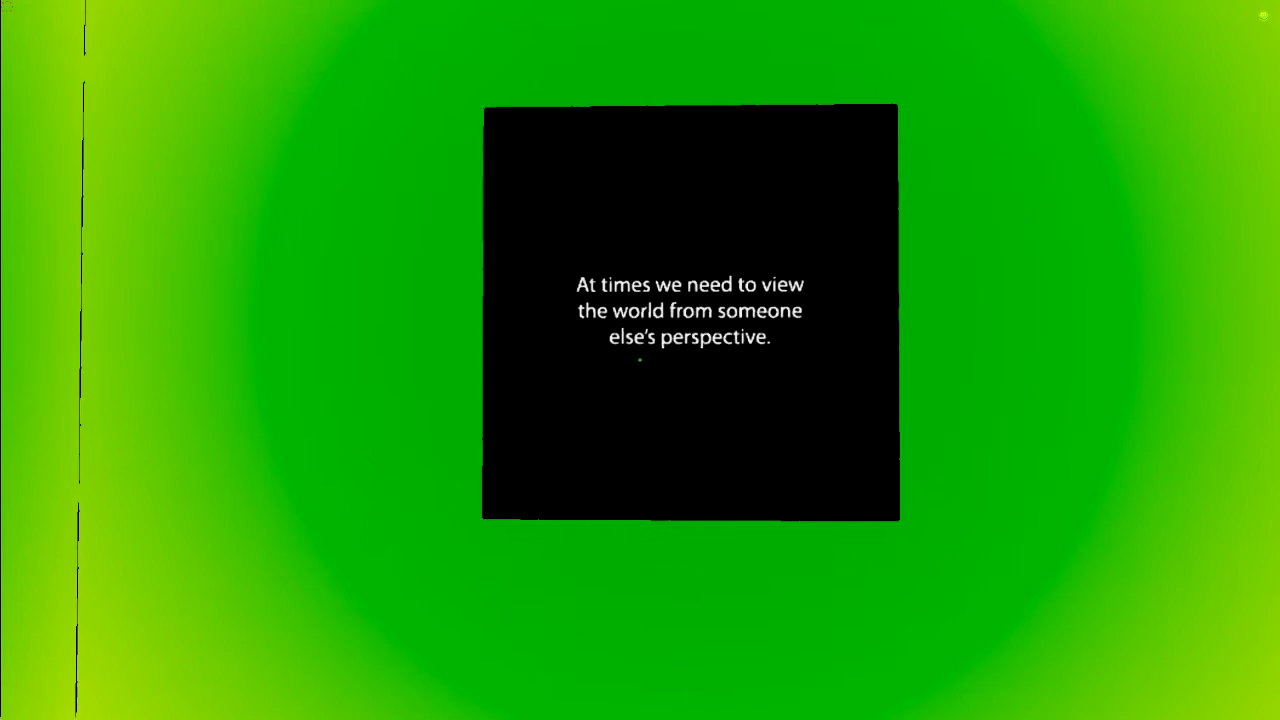 At times we need to view
the world from someone
else's perspective.